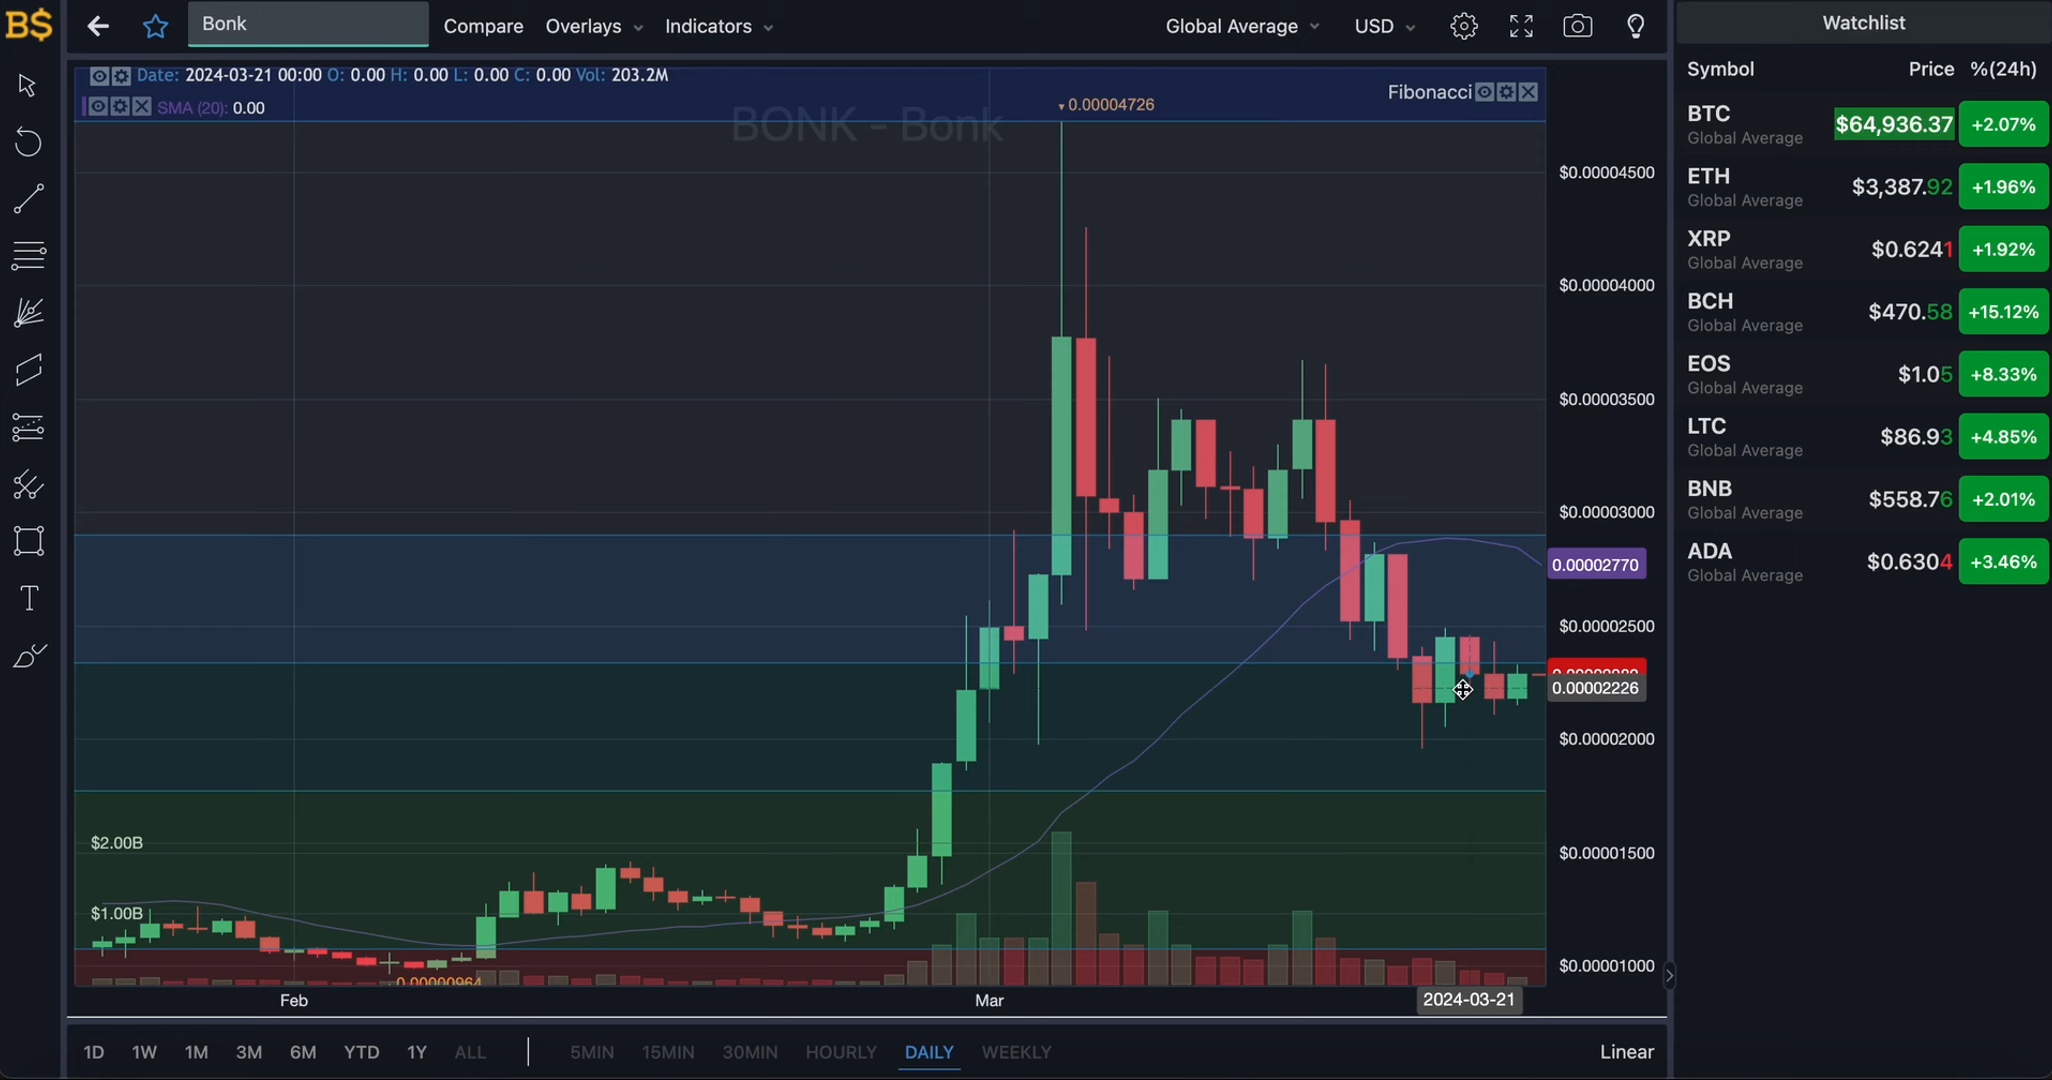 B$
Bonk
Compare
Overlays
Indicators
Global Average
USD
Date: 2024-03-21 00:00 O: 0.00 H: 0.00 L: 0.00 C: 0.00 Vol: 203.2M
SMA (20): 0.00
BONK - Bonk
0.00004726
Fibonacci
$0.00004500
$0.00004000
$0.00003500
$0.00003000
0.00002770
$0.00002500
0.00002226
$0.00002000
$0.00001500
$0.00001000
$2.00B
$1.00B
0.00000964
Feb
Mar
2024-03-21
1D
1W
1M
3M
6M
YTD
1Y
ALL
5MIN
15MIN
30MIN
HOURLY
DAILY
WEEKLY
Linear
Watchlist
Symbol Price %(24h)
BTC $64,936.37 +2.07%
Global Average
ETH $3,387.92 +1.96%
Global Average
XRP $0.6241 +1.92%
Global Average
BCH $470.58 +15.12%
Global Average
EOS $1.05 +8.33%
Global Average
LTC $86.93 +4.85%
Global Average
BNB $558.76 +2.01%
Global Average
ADA $0.6304 +3.46%
Global Average
T